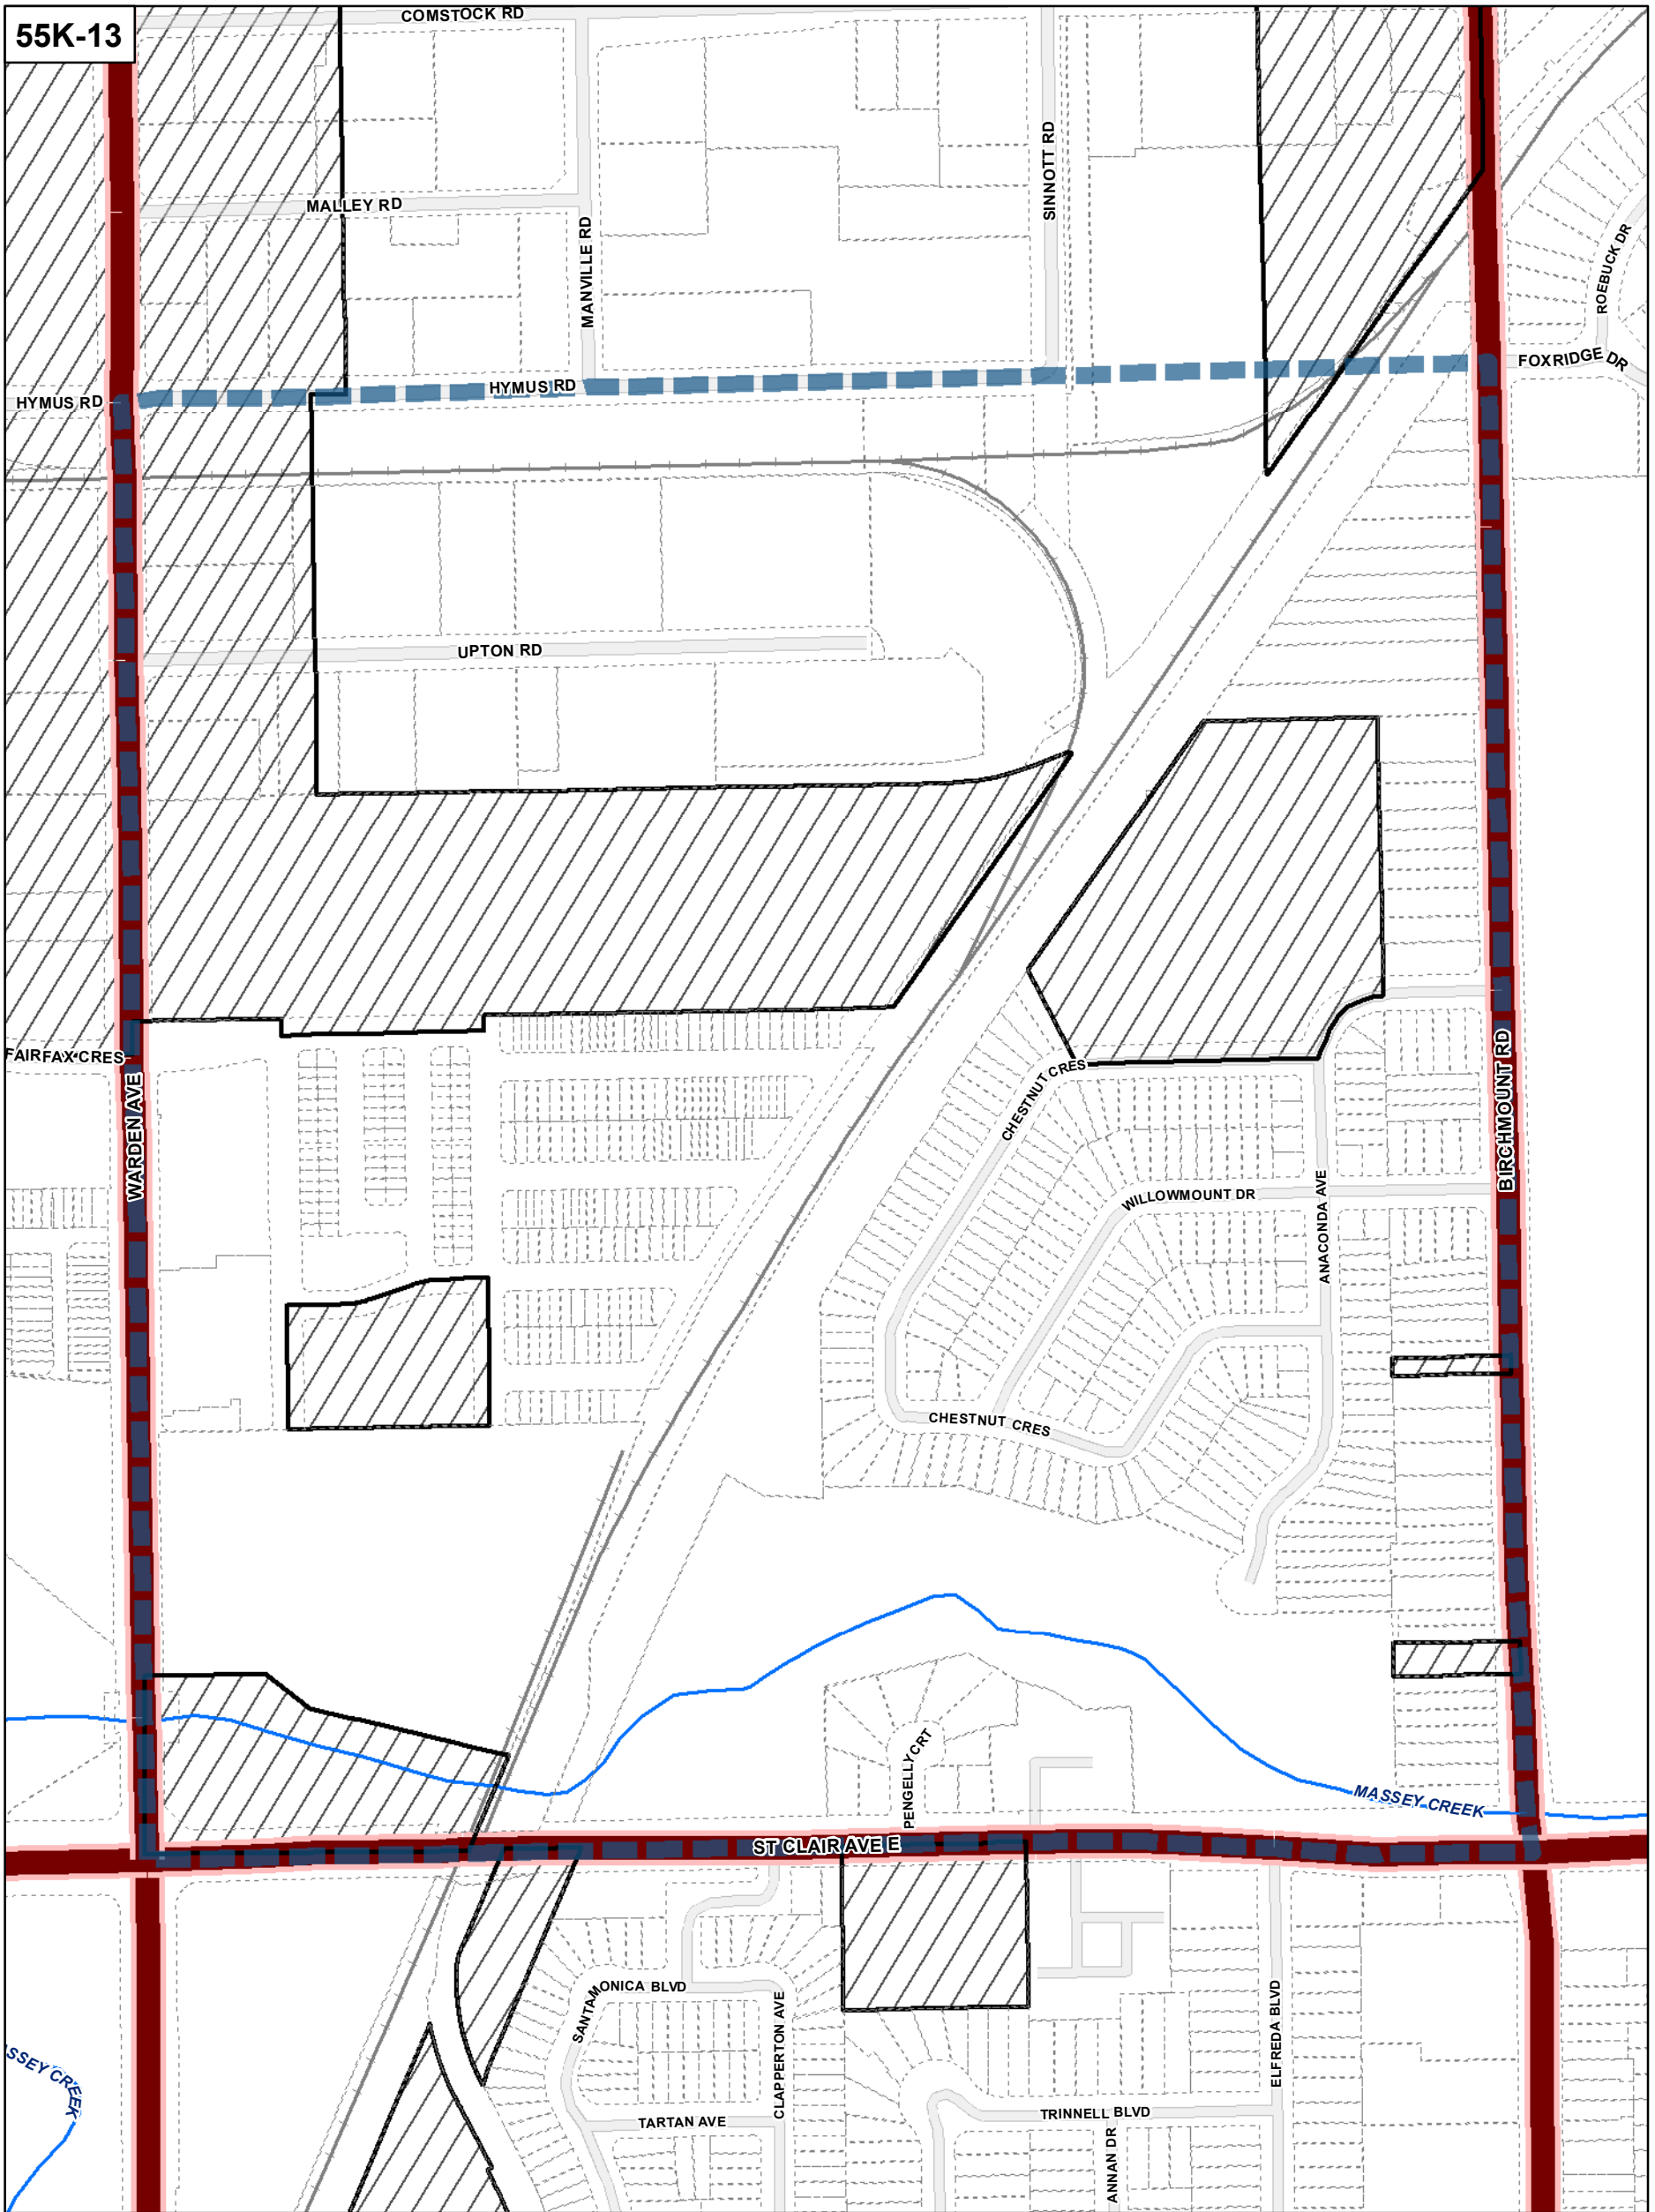 55K-13
COMSTOCK RD
MALLEY RD
MANVILLE RD
SINNOTT RD
ROEBUCK DR
FOXRIDGE DR
HYMUS RD
HYMUS RD
UPTON RD
FAIRFAX CRES
WARDEN AVE
BIRCHMOUNT RD
CHESTNUT CRES
WILLOWMOUNT DR
ANACONDA AVE
CHESTNUT CRES
PENGELLY CRT
MASSEY CREEK
ST CLAIR AVE E
SANTA MONICA BLVD
CLAPPERTON AVE
ELFREDA BLVD
SSEY CREEK
TARTAN AVE
TRINNELL BLVD
ANNAN DR